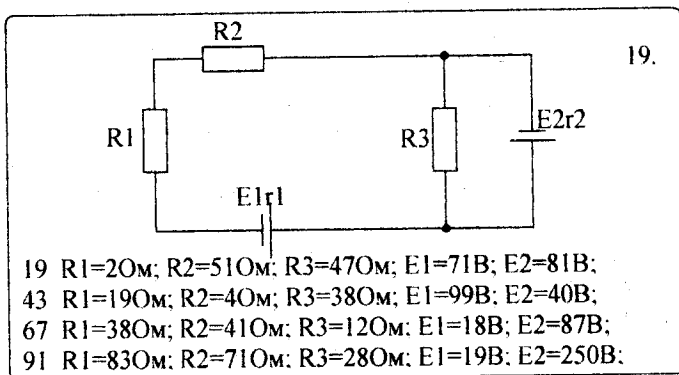 R2
19.
R1
R3
E2r2
E1r1
19 R1=2Ом; R2=51Ом; R3=47Ом; E1=71В; E2=81В;
43 R1=19Ом; R2=4Ом; R3=38Ом; E1=99В; E2=40В;
67 R1=38Ом; R2=41Ом; R3=12Ом; E1=18В; E2=87В;
91 R1=83Ом; R2=71Ом; R3=28Ом; E1=19В; E2=250В;